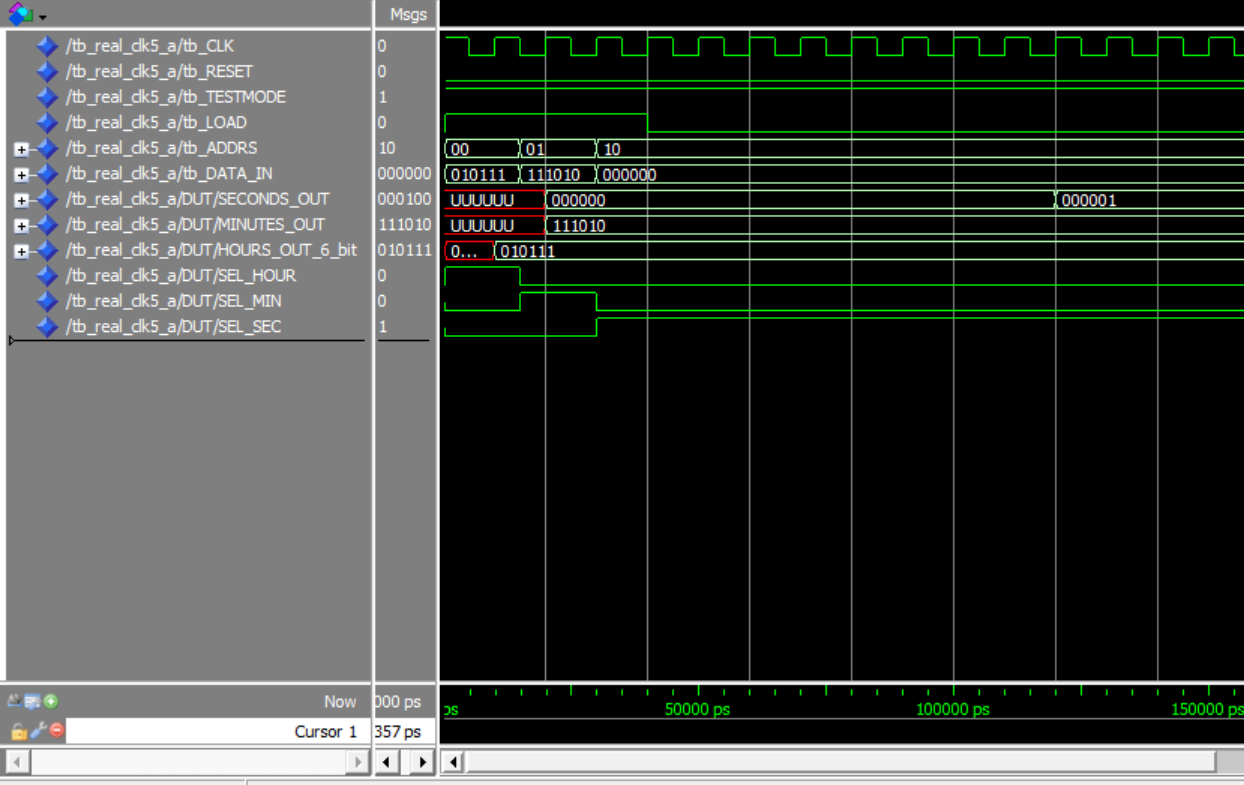 Msgs
/tb_real_clk5_a/tb_CLK 0
/tb_real_clk5_a/tb_RESET 0
/tb_real_clk5_a/tb_TESTMODE 1
/tb_real_clk5_a/tb_LOAD 0
/tb_real_clk5_a/tb_ADDRS 10 00 01 10
/tb_real_clk5_a/tb_DATA_IN 000000 010111 111010 000000
/tb_real_clk5_a/DUT/SECONDS_OUT 000100 UUUUUU 000000 000001
/tb_real_clk5_a/DUT/MINUTES_OUT 111010 UUUUUU 111010
/tb_real_clk5_a/DUT/HOURS_OUT_6_bit 010111 0... 010111
/tb_real_clk5_a/DUT/SEL_HOUR 0
/tb_real_clk5_a/DUT/SEL_MIN 0
/tb_real_clk5_a/DUT/SEL_SEC 1
Now 000 ps
ps 50000 ps 100000 ps 150000 ps
Cursor 1 357 ps